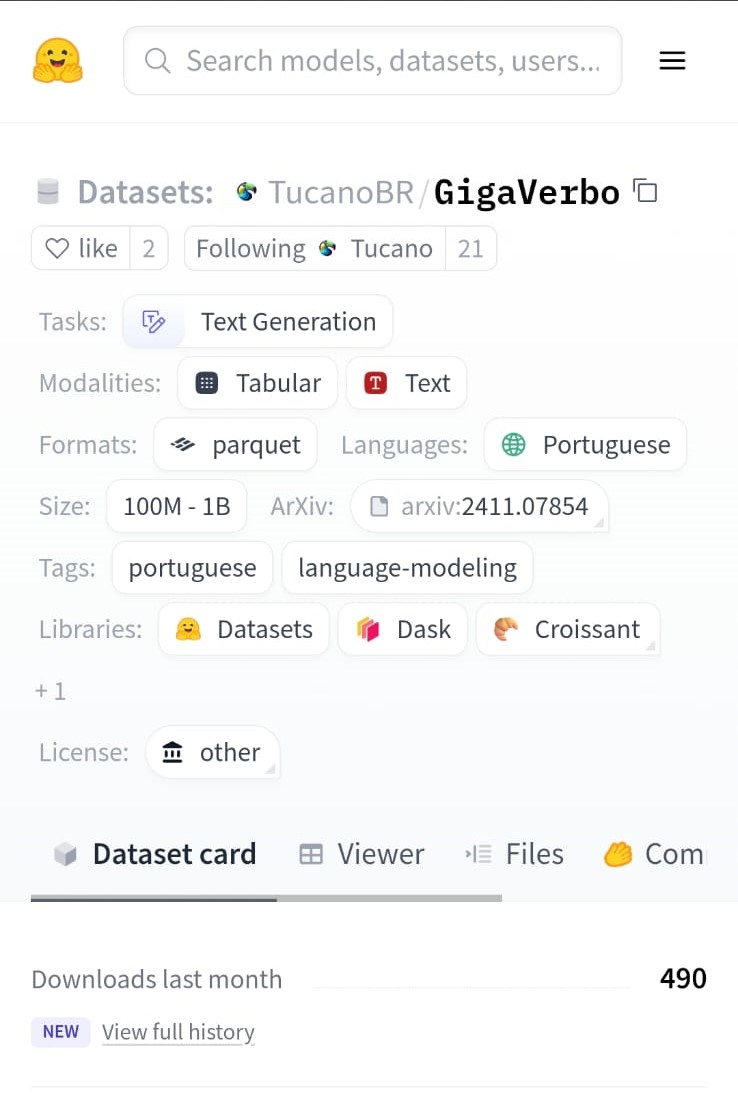 Search models, datasets, users...
Datasets: TucanoBR/GigaVerbo
like 2 Following Tucano 21
Tasks: Text Generation
Modalities: Tabular Text
Formats: parquet Languages: Portuguese
Size: 100M - 1B ArXiv: arxiv:2411.07854
Tags: portuguese language-modeling
Libraries: Datasets Dask Croissant
+ 1
License: other
Dataset card Viewer Files Com
Downloads last month 490
NEW View full history